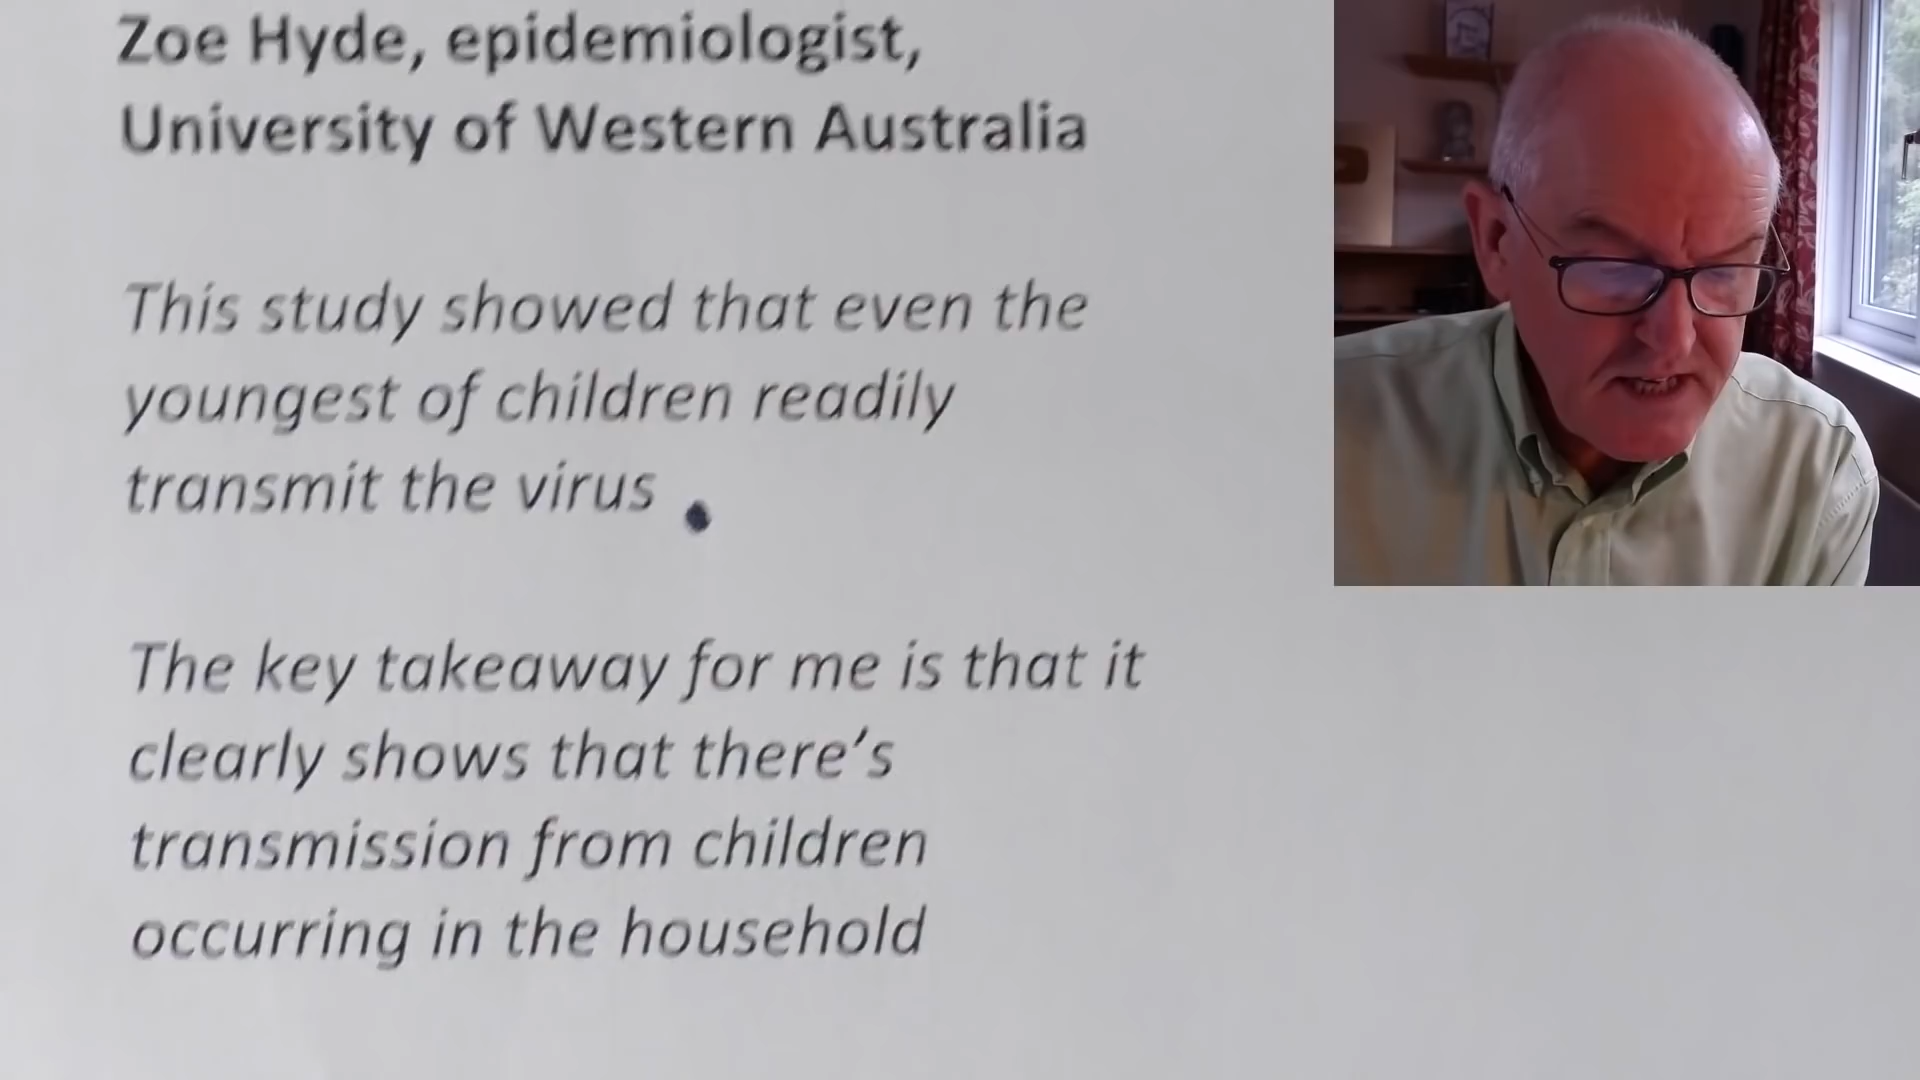 Zoe Hyde, epidemiologist,
University of Western Australia
This study showed that even the
youngest of children readily
transmit the virus
The key takeaway for me is that it
clearly shows that there’s
transmission from children
occurring in the household